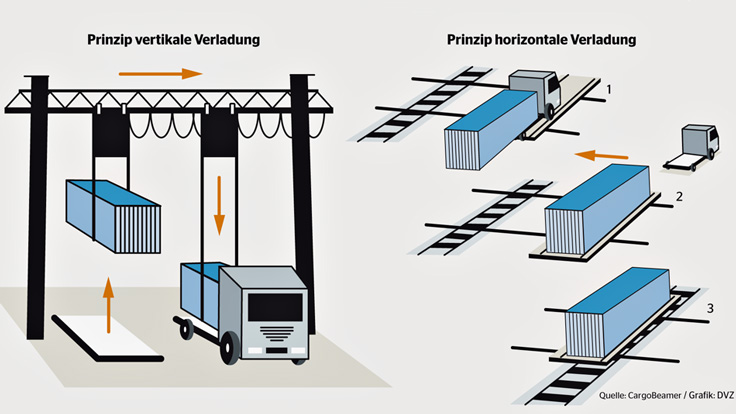 Prinzip vertikale Verladung
Prinzip horizontale Verladung
1
2
3
Quelle: CargoBeamer / Grafik: DVZ